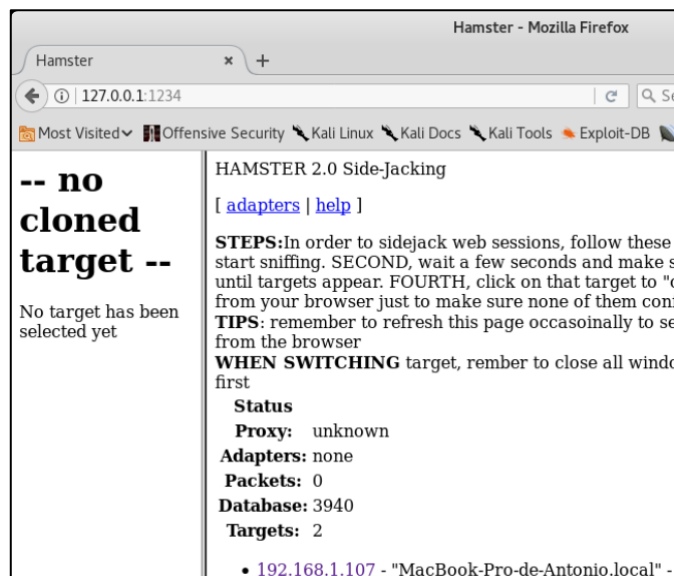 Hamster - Mozilla Firefox
Hamster
127.0.0.1:1234
Most Visited
Offensive Security
Kali Linux
Kali Docs
Kali Tools
Exploit-DB
-- no
cloned
target --
No target has been
selected yet
HAMSTER 2.0 Side-Jacking
[ adapters | help ]
STEPS:In order to sidejack web sessions, follow these
start sniffing. SECOND, wait a few seconds and make
until targets appear. FOURTH, click on that target to
from your browser just to make sure none of them
TIPS: remember to refresh this page occasoinally to
from the browser
WHEN SWITCHING target, rember to close all
first
Status
Proxy: unknown
Adapters: none
Packets: 0
Database: 3940
Targets: 2
• 192.168.1.107 - "MacBook-Pro-de-Antonio.local" -